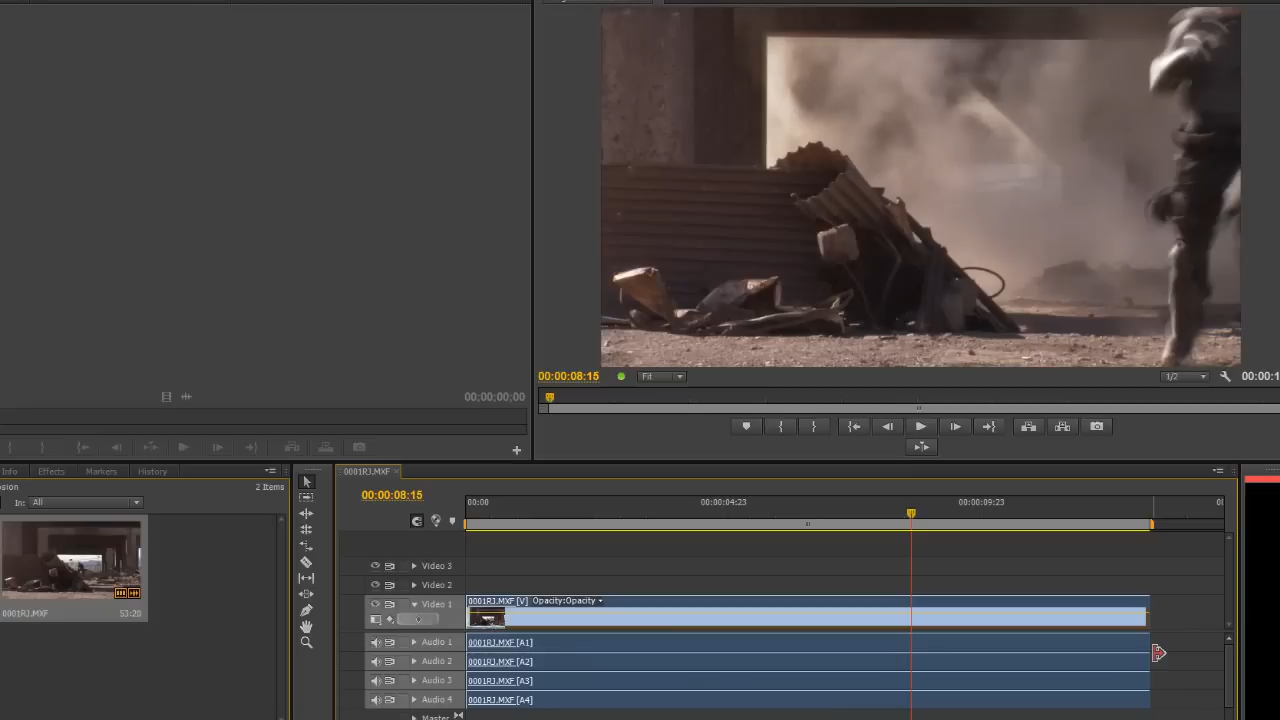 00:00:08:15
Fit
1/2
00:00:1
00;00;00;00
Info
Effects
Markers
History
osion
2 Items
In: All
0001RJ.MXF
53:20
0001RJ.MXF ×
00:00:08:15
00:00
00:00:04:23
00:00:09:23
Video 3
Video 2
Video 1
0001RJ.MXF [V] Opacity:Opacity
Audio 1
0001RJ.MXF [A1]
Audio 2
0001RJ.MXF [A2]
Audio 3
0001RJ.MXF [A3]
Audio 4
0001RJ.MXF [A4]
Master